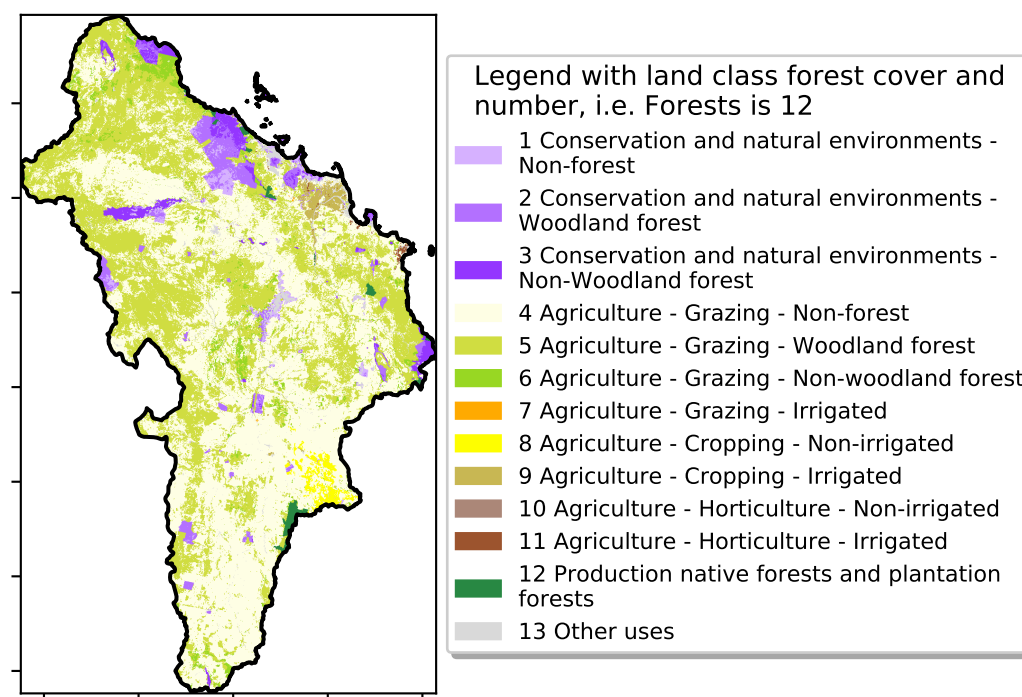 Legend with land class forest cover and
number, i.e. Forests is 12
1 Conservation and natural environments -
Non-forest
2 Conservation and natural environments -
Woodland forest
3 Conservation and natural environments -
Non-Woodland forest
4 Agriculture - Grazing - Non-forest
5 Agriculture - Grazing - Woodland forest
6 Agriculture - Grazing - Non-woodland forest
7 Agriculture - Grazing - Irrigated
8 Agriculture - Cropping - Non-irrigated
9 Agriculture - Cropping - Irrigated
10 Agriculture - Horticulture - Non-irrigated
11 Agriculture - Horticulture - Irrigated
12 Production native forests and plantation
forests
13 Other uses